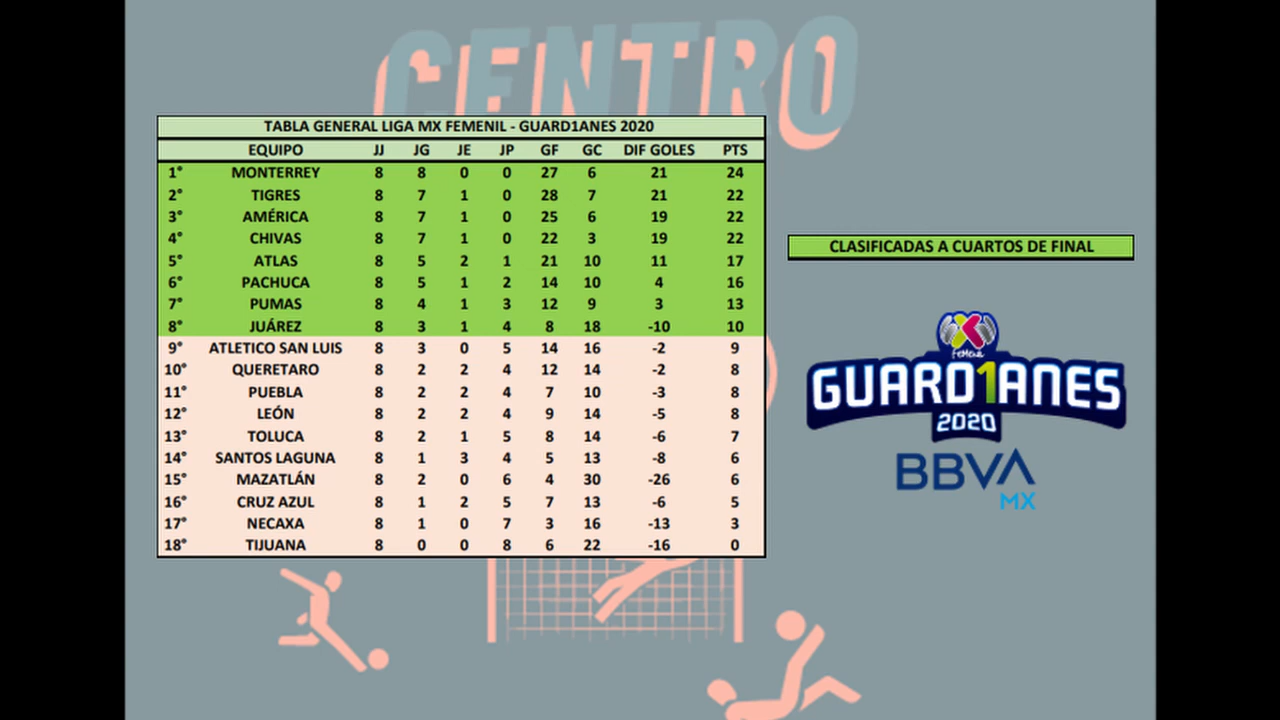 CENTRO
TABLA GENERAL LIGA MX FEMENIL - GUARD1ANES 2020
EQUIPO JJ JG JE JP GF GC DIF GOLES PTS
1° MONTERREY 8 8 0 0 27 6 21 24
2° TIGRES 8 7 1 0 28 7 21 22
3° AMÉRICA 8 7 1 0 25 6 19 22
4° CHIVAS 8 7 1 0 22 3 19 22
5° ATLAS 8 5 2 1 21 10 11 17
6° PACHUCA 8 5 1 2 14 10 4 16
7° PUMAS 8 4 1 3 12 9 3 13
8° JUÁREZ 8 3 1 4 8 18 -10 10
9° ATLETICO SAN LUIS 8 3 0 5 14 16 -2 9
10° QUERETARO 8 2 2 4 12 14 -2 8
11° PUEBLA 8 2 2 4 7 10 -3 8
12° LEÓN 8 2 2 4 9 14 -5 8
13° TOLUCA 8 2 1 5 8 14 -6 7
14° SANTOS LAGUNA 8 1 3 4 5 13 -8 6
15° MAZATLÁN 8 2 0 6 4 30 -26 6
16° CRUZ AZUL 8 1 2 5 7 13 -6 5
17° NECAXA 8 1 0 7 3 16 -13 3
18° TIJUANA 8 0 0 8 6 22 -16 0
CLASIFICADAS A CUARTOS DE FINAL
FEMENIL
GUARD1ANES
2020
BBVA
MX